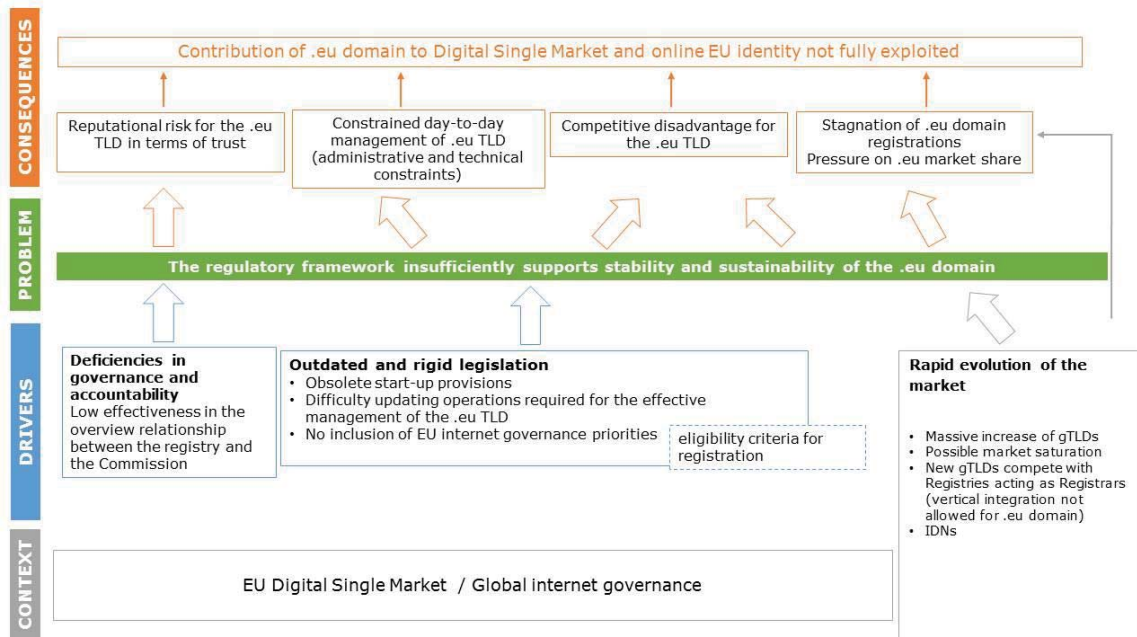 CONSEQUENCES
Contribution of .eu domain to Digital Single Market and online EU identity not fully exploited
Reputational risk for the .eu
TLD in terms of trust
Constrained day-to-day
management of .eu TLD
(administrative and technical
constraints)
Competitive disadvantage for
the .eu TLD
Stagnation of .eu domain
registrations
Pressure on .eu market share
PROBLEM
The regulatory framework insufficiently supports stability and sustainability of the .eu domain
DRIVERS
Deficiencies in
governance and
accountability
Low effectiveness in the
overview relationship
between the registry and
the Commission
Outdated and rigid legislation
• Obsolete start-up provisions
• Difficulty updating operations required for the effective
management of the .eu TLD
• No inclusion of EU internet governance priorities
eligibility criteria for
registration
Rapid evolution of the
market
• Massive increase of gTLDs
• Possible market saturation
• New gTLDs compete with
Registries acting as Registrars
(vertical integration not
allowed for .eu domain)
• IDNs
CONTEXT
EU Digital Single Market / Global internet governance